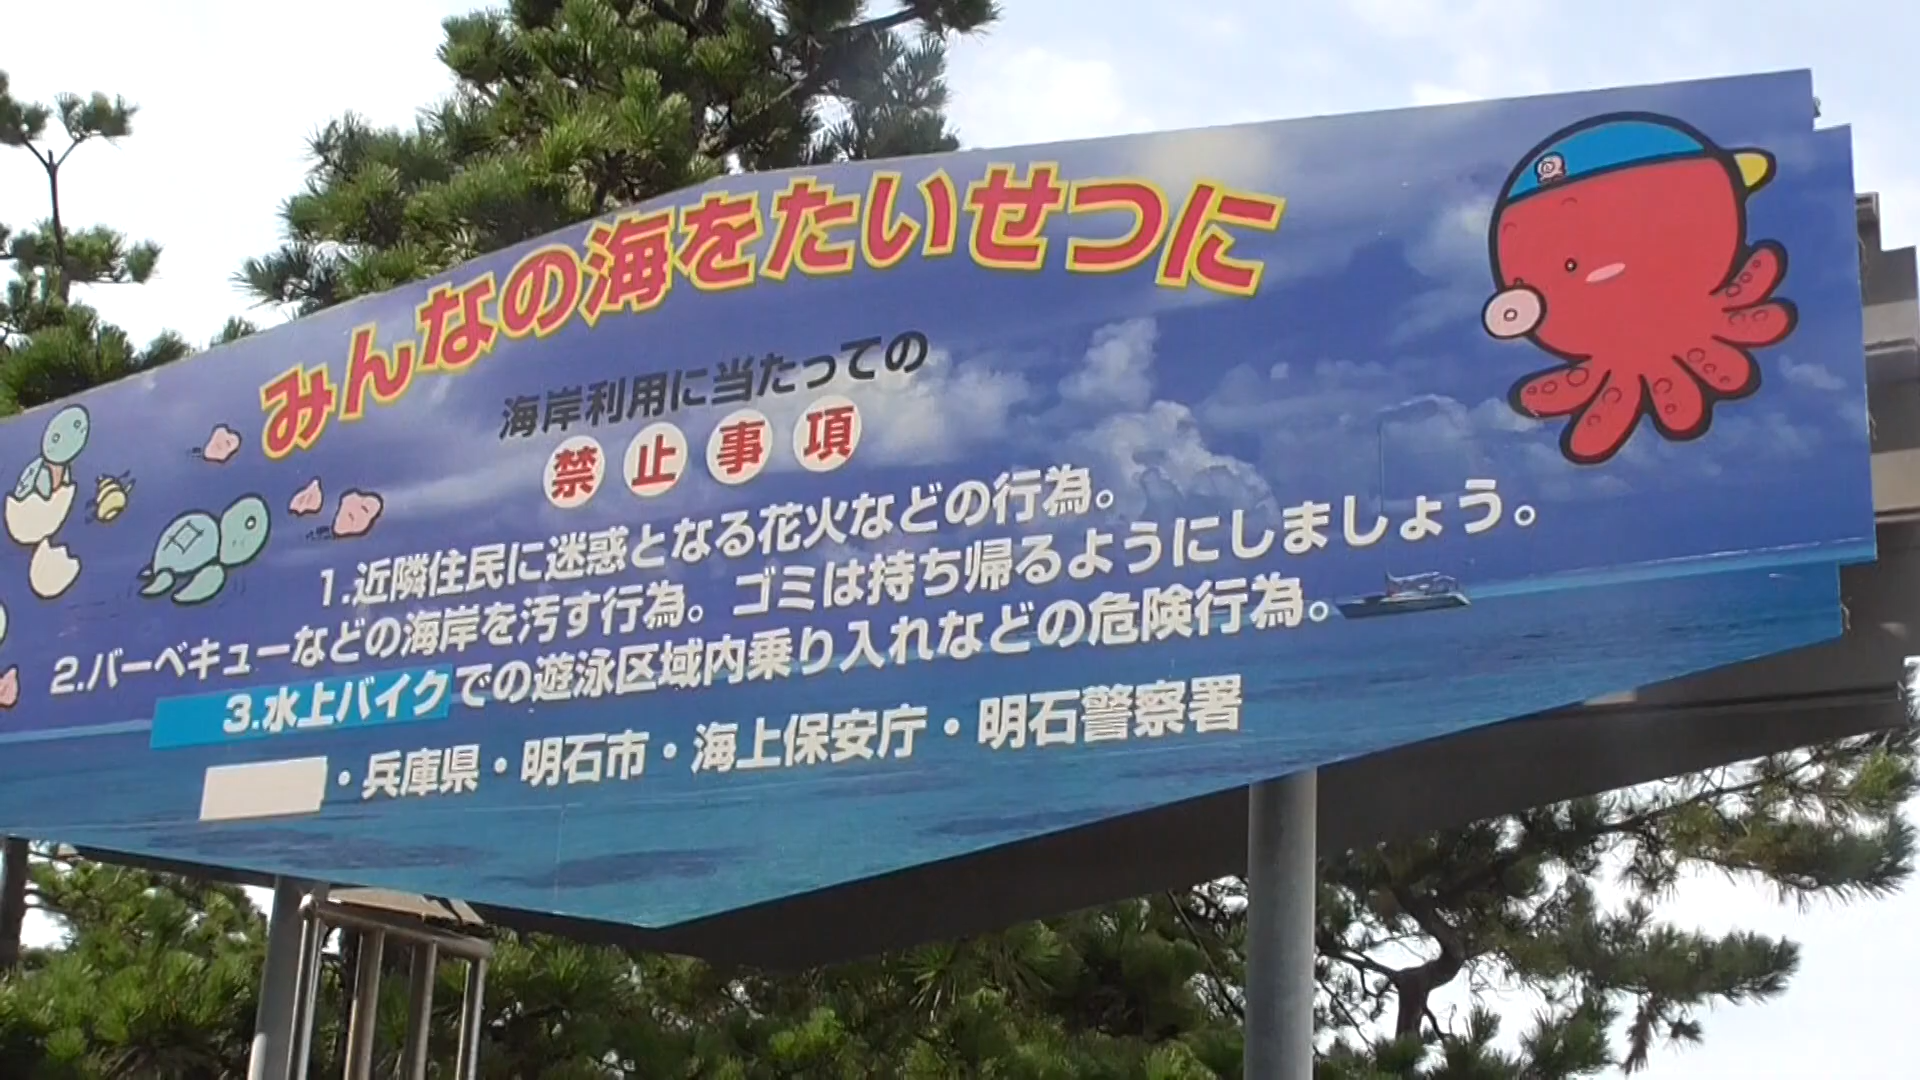 みんなの海をたいせつに
海岸利用に当たっての
禁止事項
1.近隣住民に迷惑となる花火などの行為。
2.バーベキューなどの海岸を汚す行為。ゴミは持ち帰るようにしましょう。
3.水上バイクでの遊泳区域内乗り入れなどの危険行為。
・兵庫県・明石市・海上保安庁・明石警察署